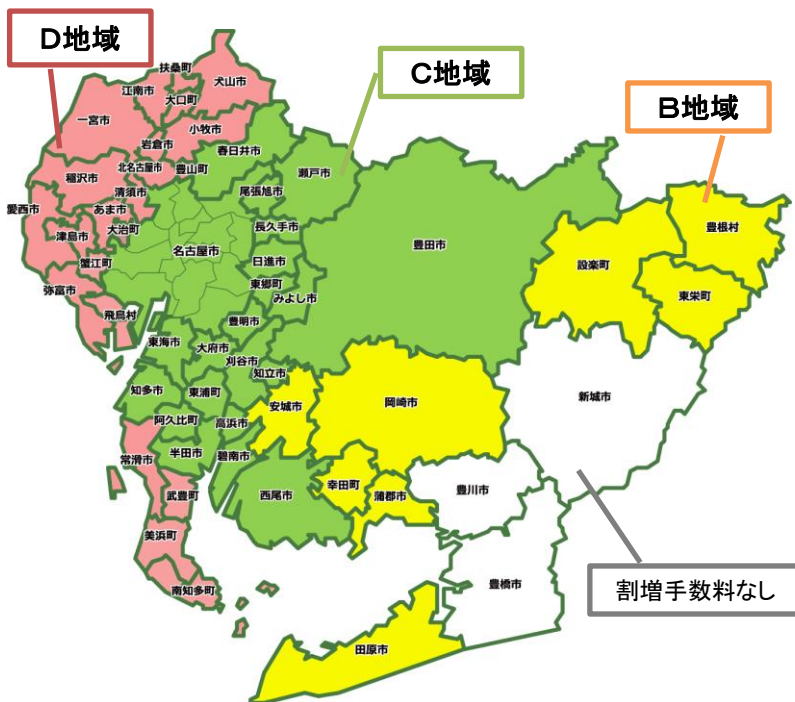 D地域
C地域
B地域
扶桑町
犬山市
江南市
大口町
一宮市
小牧市
岩倉市
春日井市
北名古屋市
豊山町
瀬戸市
稲沢市
清須市
尾張旭市
愛西市
あま市
豊根村
津島市
大治町
長久手市
名古屋市
豊田市
設楽町
蟹江町
日進市
東郷町
東栄町
弥富市
みよし市
飛島村
豊明市
東海市
大府市
刈谷市
知立市
知多市
東浦町
安城市
岡崎市
新城市
阿久比町
高浜市
半田市
碧南市
常滑市
西尾市
幸田町
蒲郡市
豊川市
武豊町
美浜町
南知多町
豊橋市
割増手数料なし
田原市